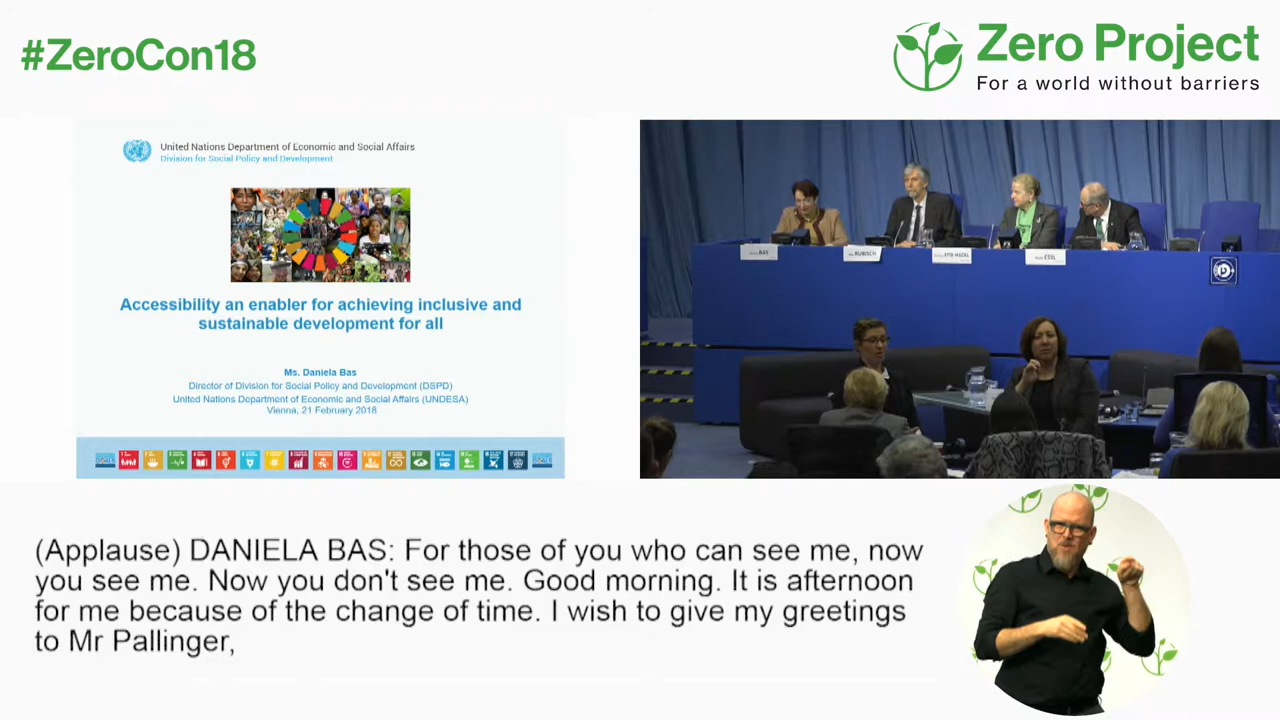 #ZeroCon18
Zero Project
For a world without barriers
United Nations Department of Economic and Social Affairs
Division for Social Policy and Development
Accessibility an enabler for achieving inclusive and
sustainable development for all
Ms. Daniela Bas
Director of Division for Social Policy and Development (DSPD)
United Nations Department of Economic and Social Affairs (UNDESA)
Vienna, 21 February 2018
BAS
RUBISCH
ESSL
(Applause) DANIELA BAS: For those of you who can see me, now
you see me. Now you don't see me. Good morning. It is afternoon
for me because of the change of time. I wish to give my greetings
to Mr Pallinger,